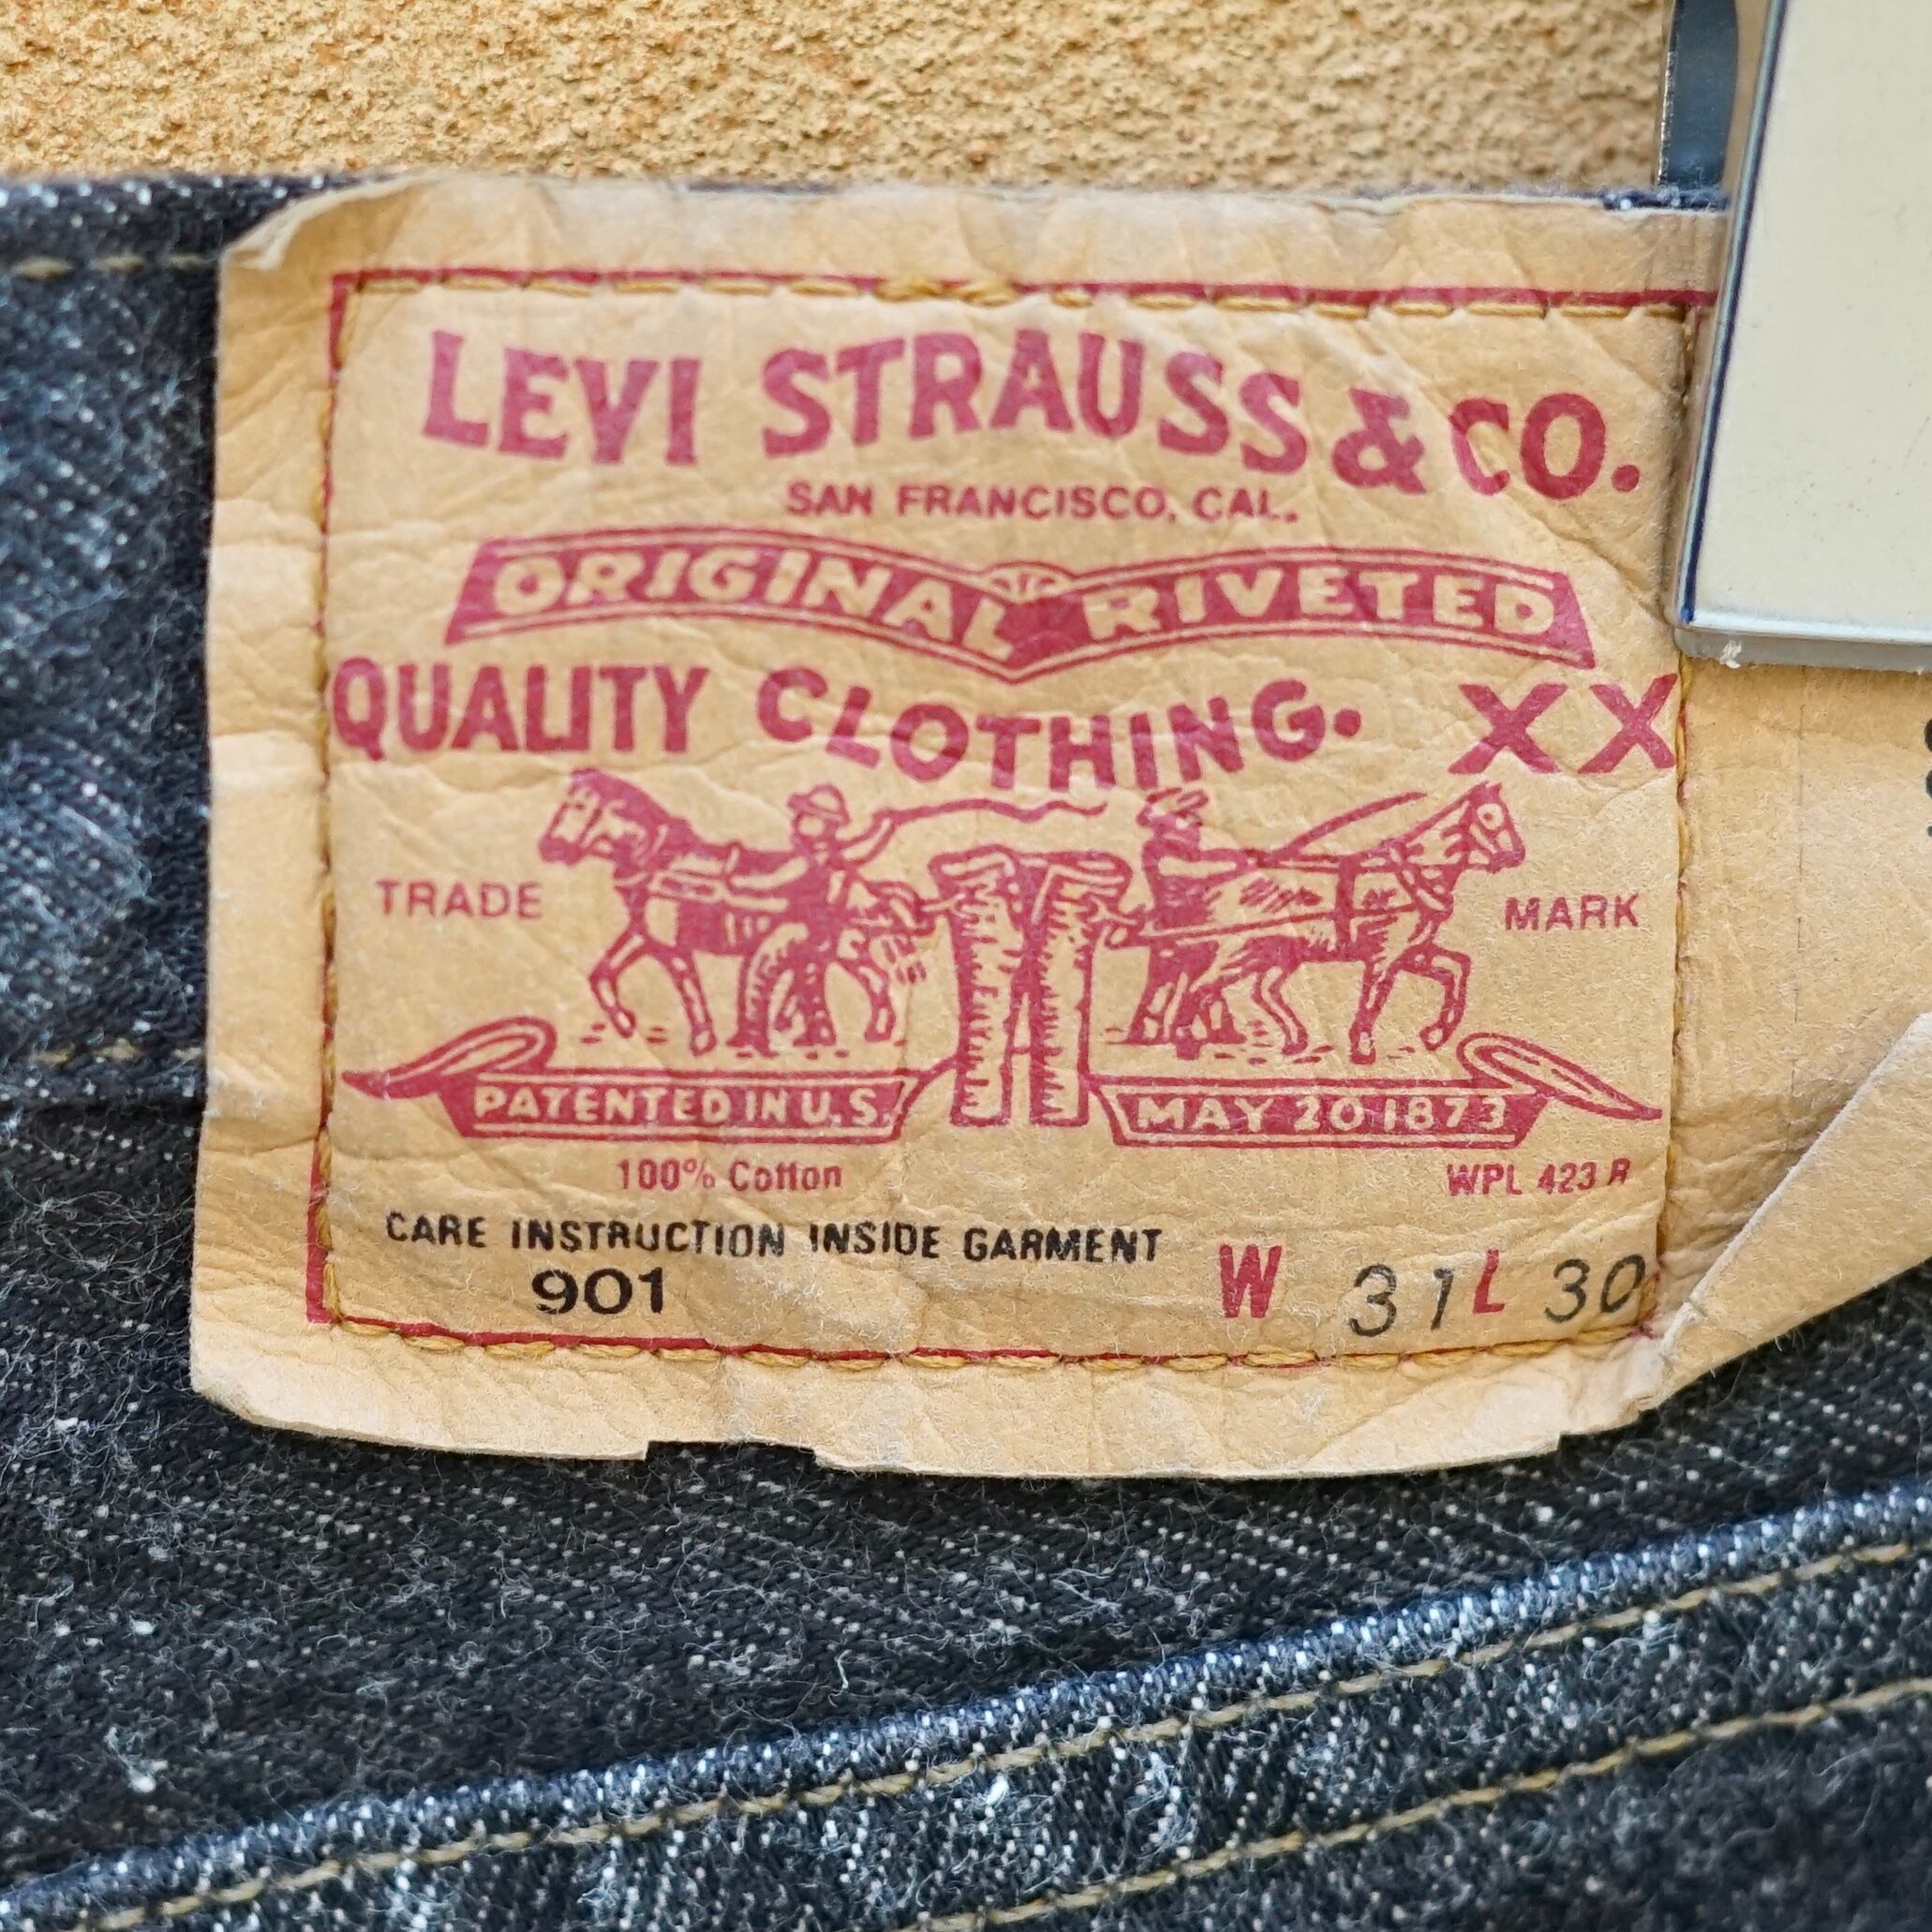 LEVI STRAUSS & CO.
SAN FRANCISCO, CAL.
ORIGINAL RIVETED
QUALITY CLOTHING. XX
TRADE MARK
PATENTED IN U.S. MAY 20 1873
100% Cotton WPL 423 R
CARE INSTRUCTION INSIDE GARMENT
901 W 31 L 30